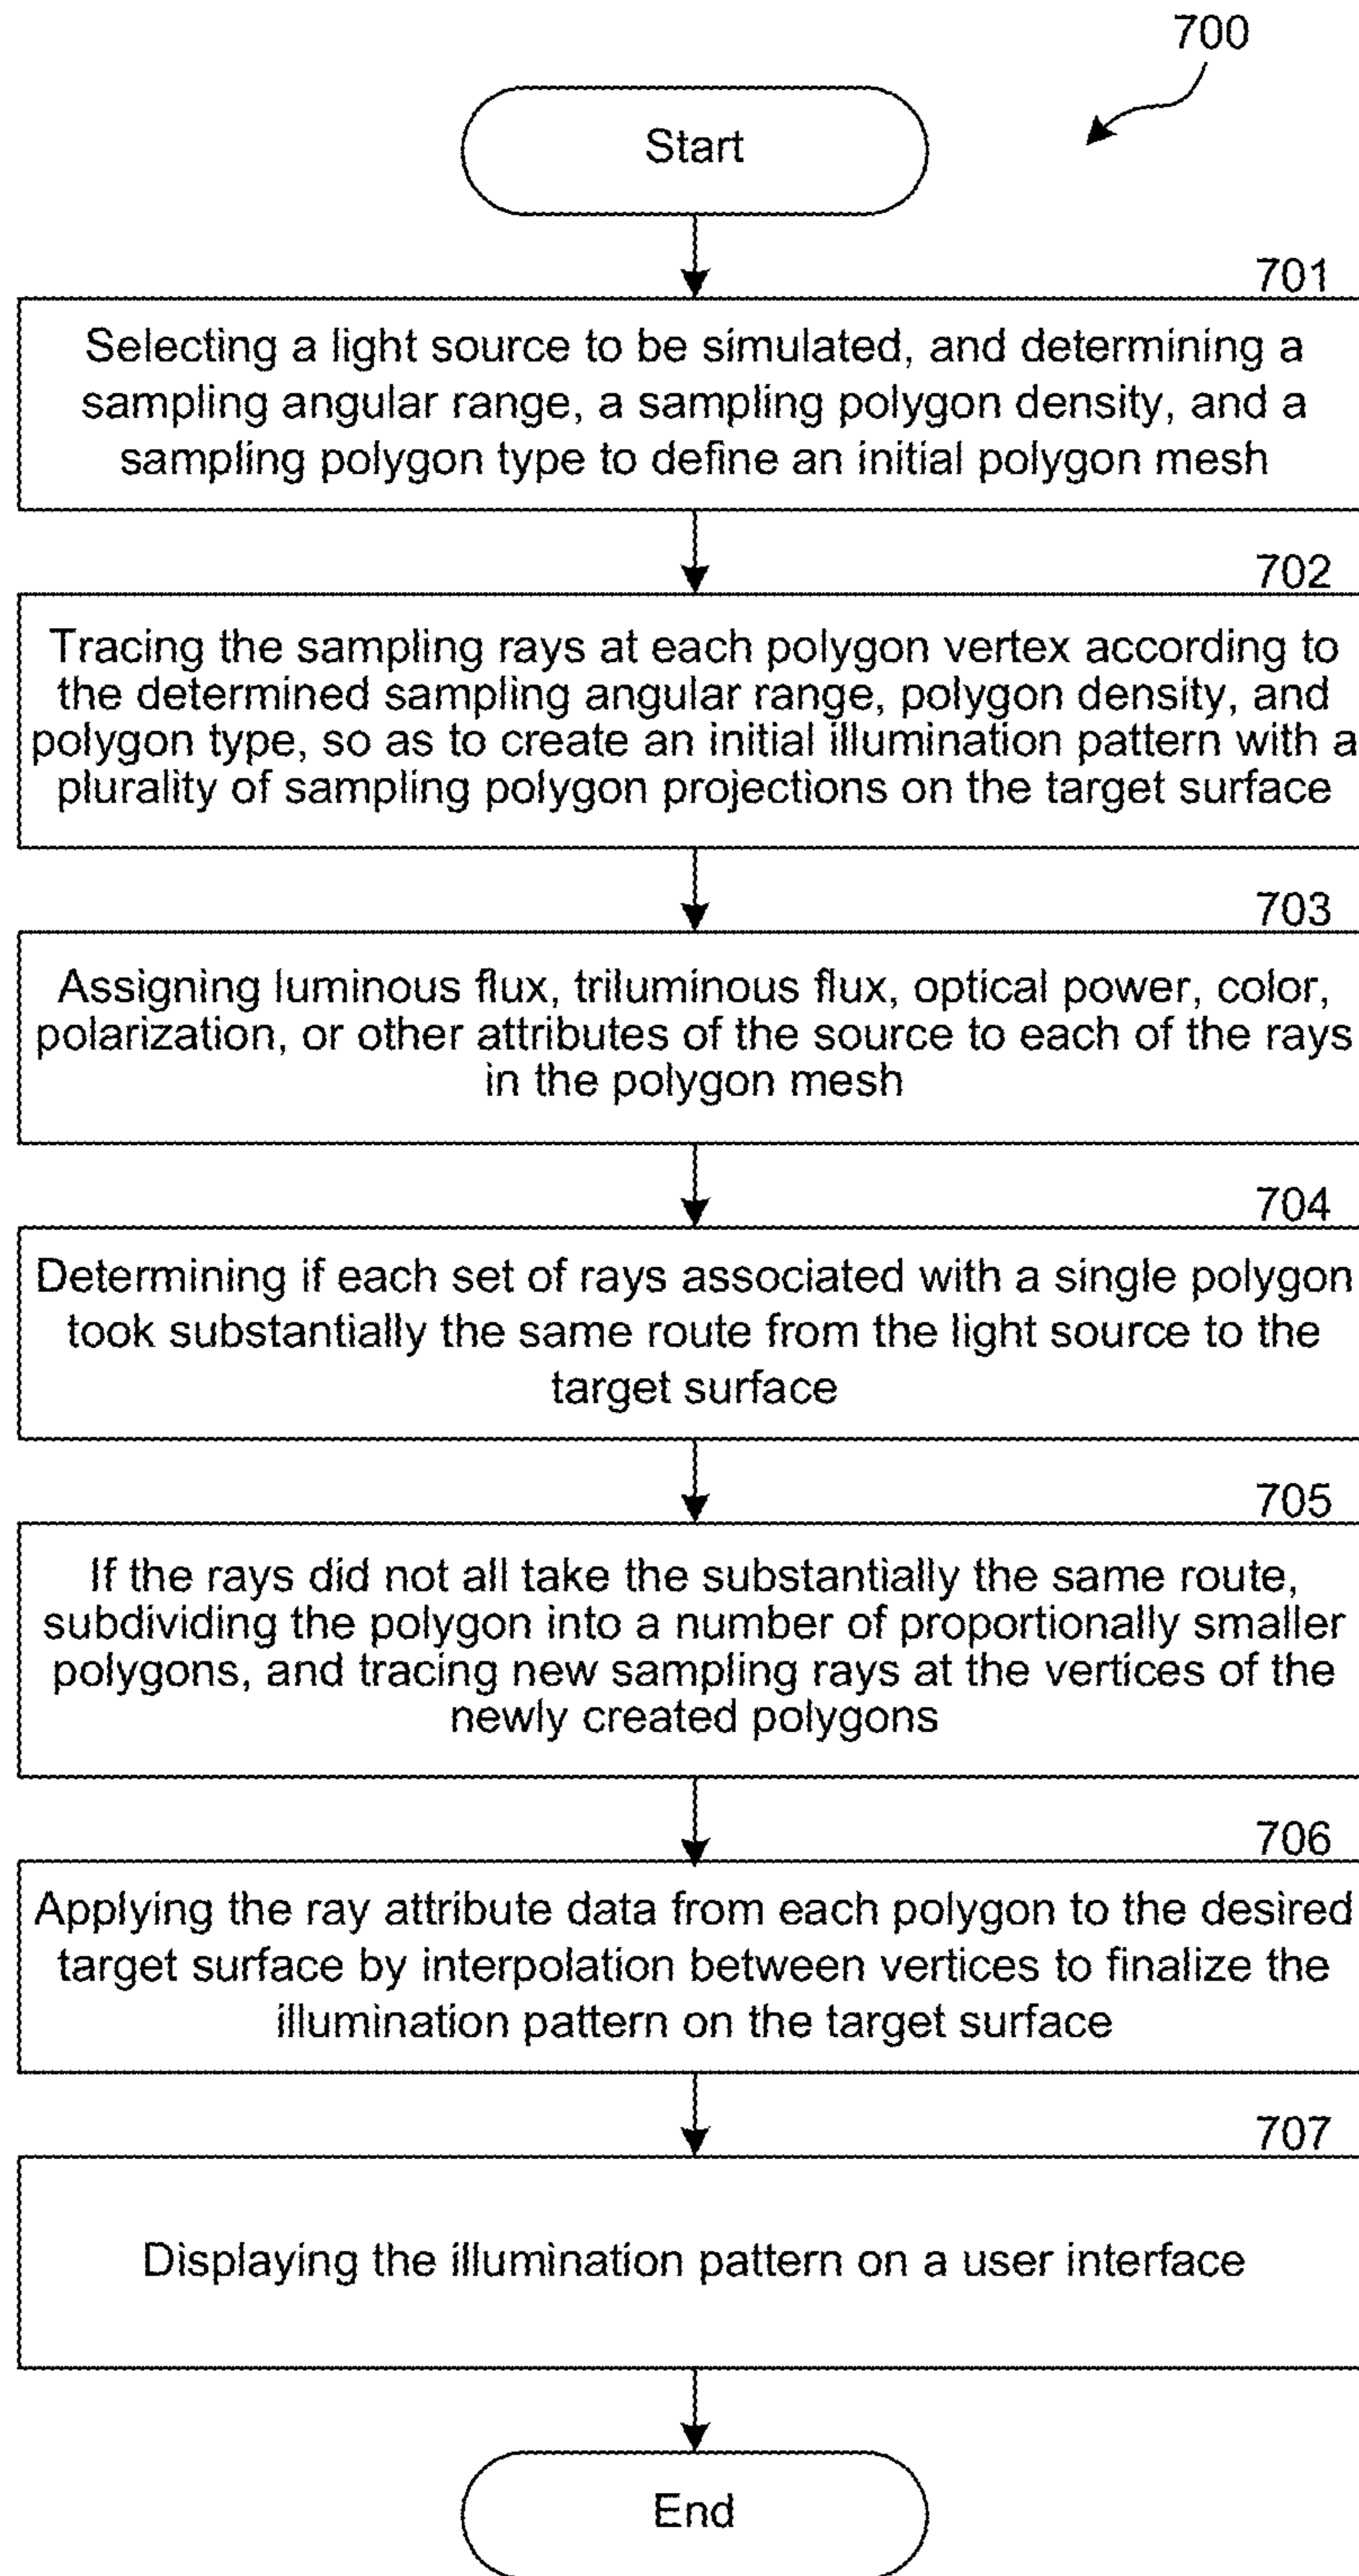 700
Start
701
Selecting a light source to be simulated, and determining a
sampling angular range, a sampling polygon density, and a
sampling polygon type to define an initial polygon mesh
702
Tracing the sampling rays at each polygon vertex according to
the determined sampling angular range, polygon density, and
polygon type, so as to create an initial illumination pattern with a
plurality of sampling polygon projections on the target surface
703
Assigning luminous flux, triluminous flux, optical power, color,
polarization, or other attributes of the source to each of the rays
in the polygon mesh
704
Determining if each set of rays associated with a single polygon
took substantially the same route from the light source to the
target surface
705
If the rays did not all take the substantially the same route,
subdividing the polygon into a number of proportionally smaller
polygons, and tracing new sampling rays at the vertices of the
newly created polygons
706
Applying the ray attribute data from each polygon to the desired
target surface by interpolation between vertices to finalize the
illumination pattern on the target surface
707
Displaying the illumination pattern on a user interface
End